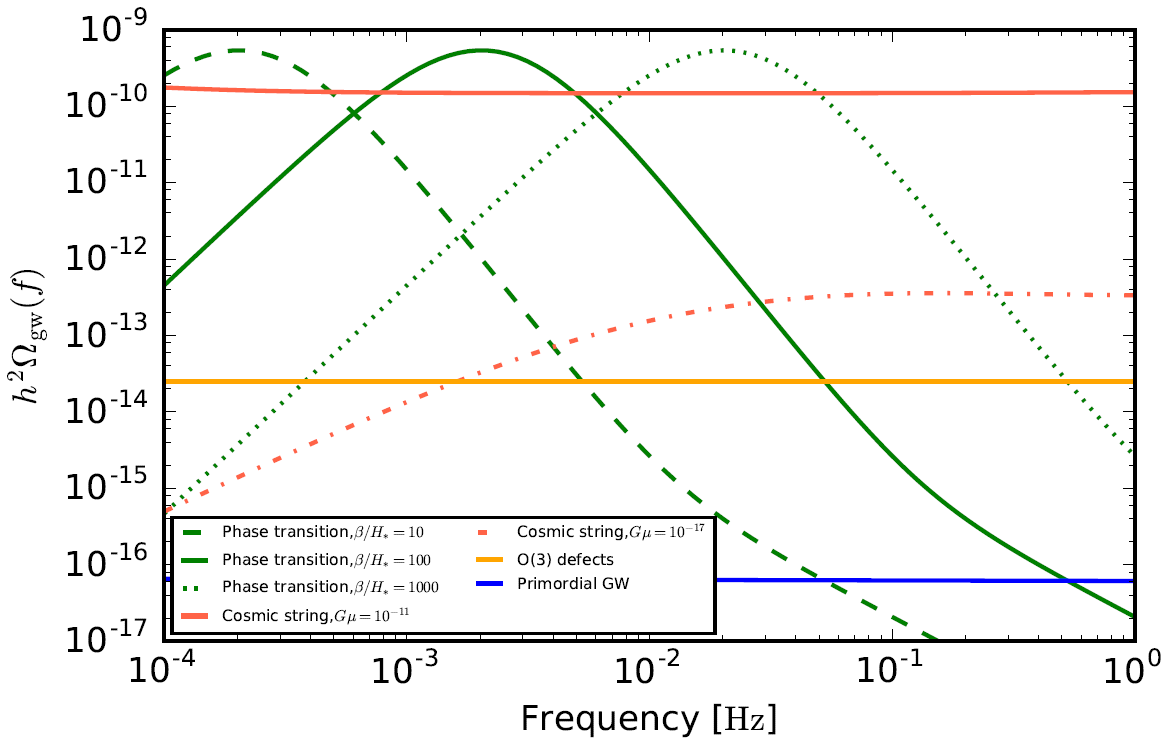 10^-9
10^-10
10^-11
10^-12
10^-13
10^-14
10^-15
10^-16
10^-17
h^2 Ω_gw(f)
Phase transition,β/H_*=10
Phase transition,β/H_*=100
Phase transition,β/H_*=1000
Cosmic string,Gμ=10^-11
Cosmic string,Gμ=10^-17
O(3) defects
Primordial GW
10^-4 10^-3 10^-2 10^-1 10^0
Frequency [Hz]